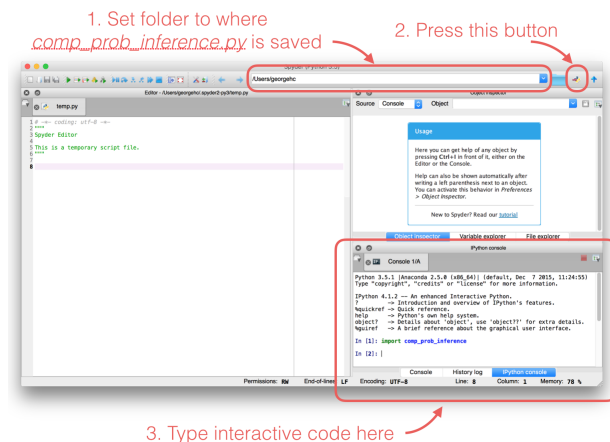 1. Set folder to where
comp_prob_inference.py is saved
2. Press this button
Spyder (Python 3.5)
/Users/georgehc
Editor - /Users/georgehc/.spyder2-py3/temp.py
Object inspector
temp.py
Source Console Object
1 # -*- coding: utf-8 -*-
2 """
3 Spyder Editor
4
5 This is a temporary script file.
6 """
7
8
Usage
Here you can get help of any object by
pressing Ctrl+I in front of it, either on the
Editor or the Console.
Help can also be shown automatically after
writing a left parenthesis next to an object.
You can activate this behavior in Preferences
> Object Inspector.
New to Spyder? Read our tutorial
Object inspector Variable explorer File explorer
IPython console
Console 1/A
Python 3.5.1 |Anaconda 2.5.0 (x86_64)| (default, Dec 7 2015, 11:24:55)
Type "copyright", "credits" or "license" for more information.
IPython 4.1.2 -- An enhanced Interactive Python.
? -> Introduction and overview of IPython's features.
%quickref -> Quick reference.
help -> Python's own help system.
object? -> Details about 'object', use 'object??' for extra details.
%guiref -> A brief reference about the graphical user interface.
In [1]: import comp_prob_inference
In [2]:
Console History log IPython console
Permissions: RW End-of-lines: LF Encoding: UTF-8 Line: 8 Column: 1 Memory: 78 %
3. Type interactive code here